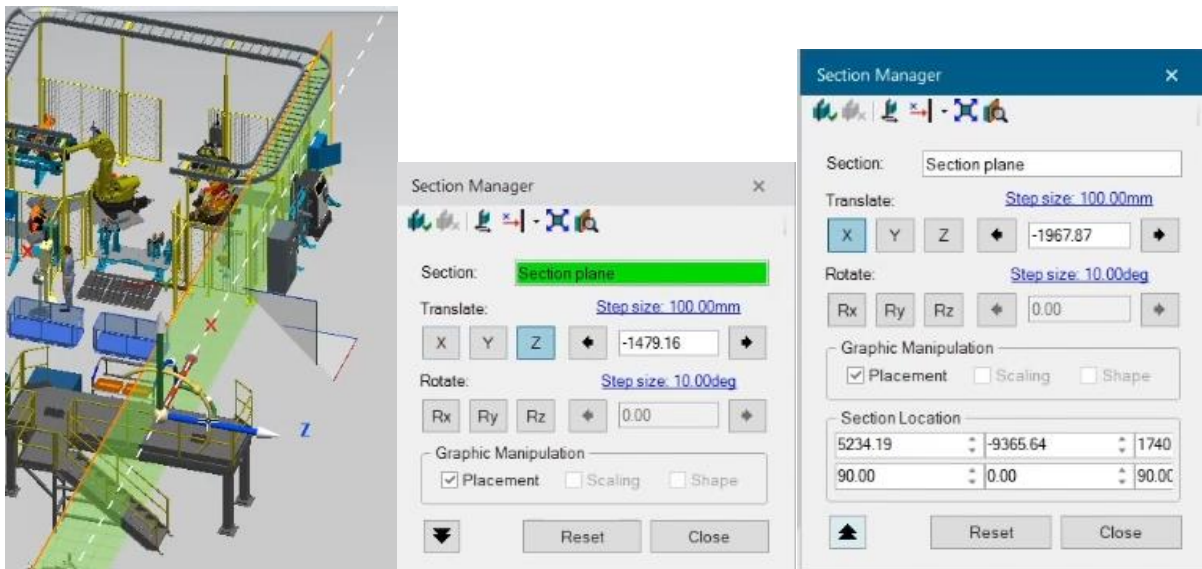 X
X
Z
Section Manager
Section: Section plane
Translate: Step size: 100.00mm
X Y Z -1479.16
Rotate: Step size: 10.00deg
Rx Ry Rz 0.00
Graphic Manipulation
Placement Scaling Shape
Reset Close
Section Manager
Section: Section plane
Translate: Step size: 100.00mm
X Y Z -1967.87
Rotate: Step size: 10.00deg
Rx Ry Rz 0.00
Graphic Manipulation
Placement Scaling Shape
Section Location
5234.19 -9365.64 1740
90.00 0.00 90.00
Reset Close